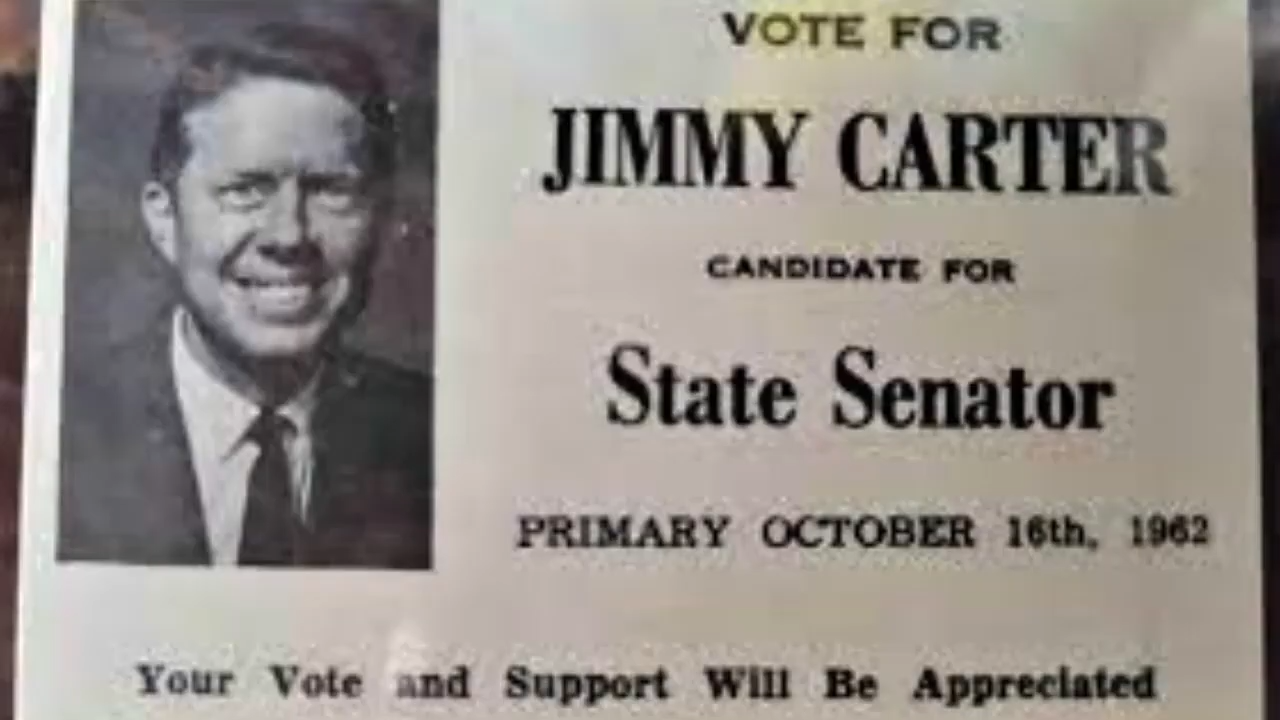 VOTE FOR
JIMMY CARTER
CANDIDATE FOR
State Senator
PRIMARY OCTOBER 16th, 1962
Your Vote and Support Will Be Appreciated